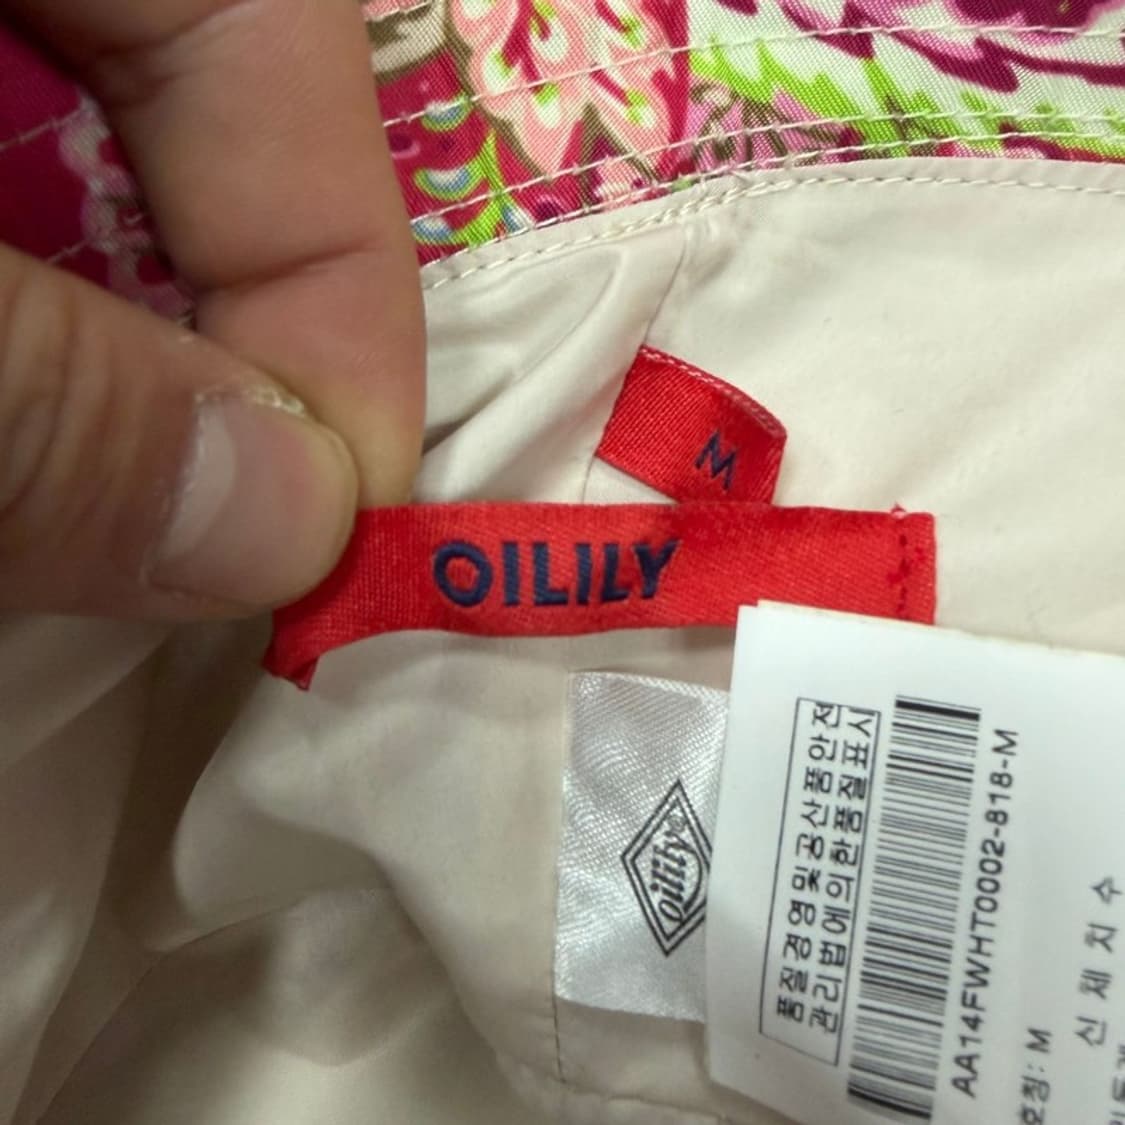 M
OILILY
oilily
품질경영 및 공산품안전
관리법에 의한 품질표시
AA14FWHT0002-818-M
호칭: M
신체치수